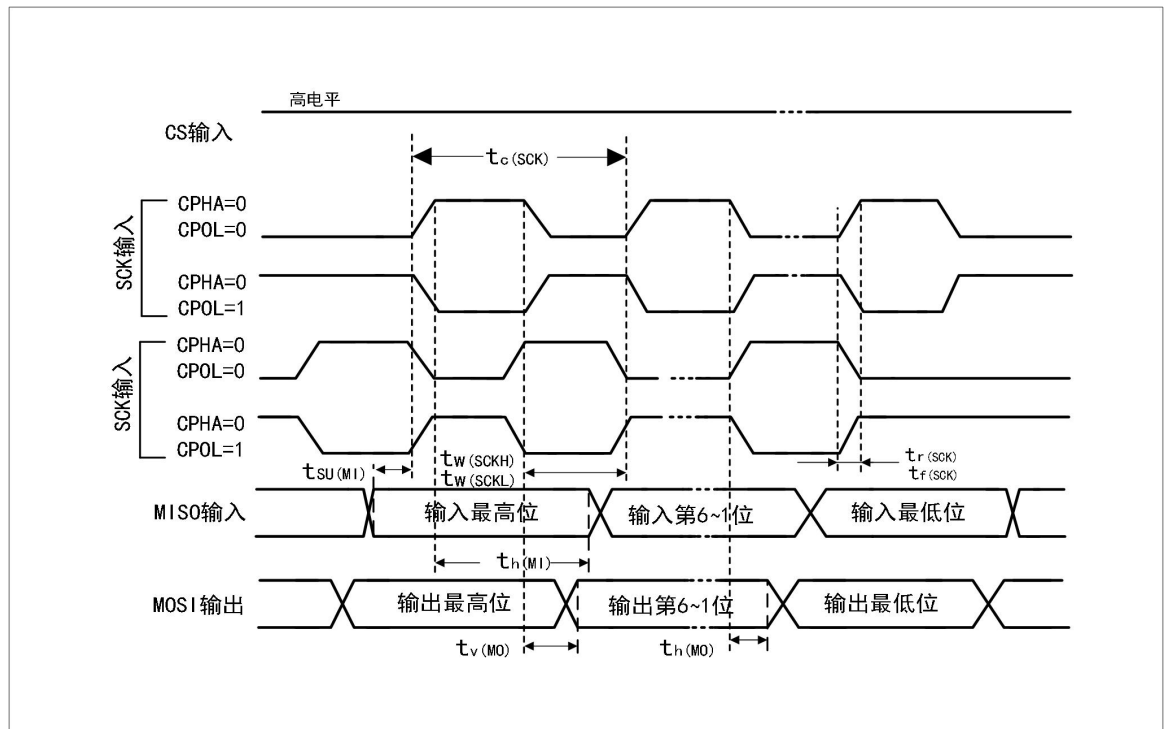 高电平
CS输入
tc(SCK)
SCK输入
CPHA=0
CPOL=0
CPHA=0
CPOL=1
SCK输入
CPHA=0
CPOL=0
CPHA=0
CPOL=1
tSU(MI)
tW(SCKH)
tW(SCKL)
tr(SCK)
tf(SCK)
MISO输入
输入最高位
输入第6~1位
输入最低位
th(MI)
MOSI输出
输出最高位
输出第6~1位
输出最低位
tv(MO)
th(MO)